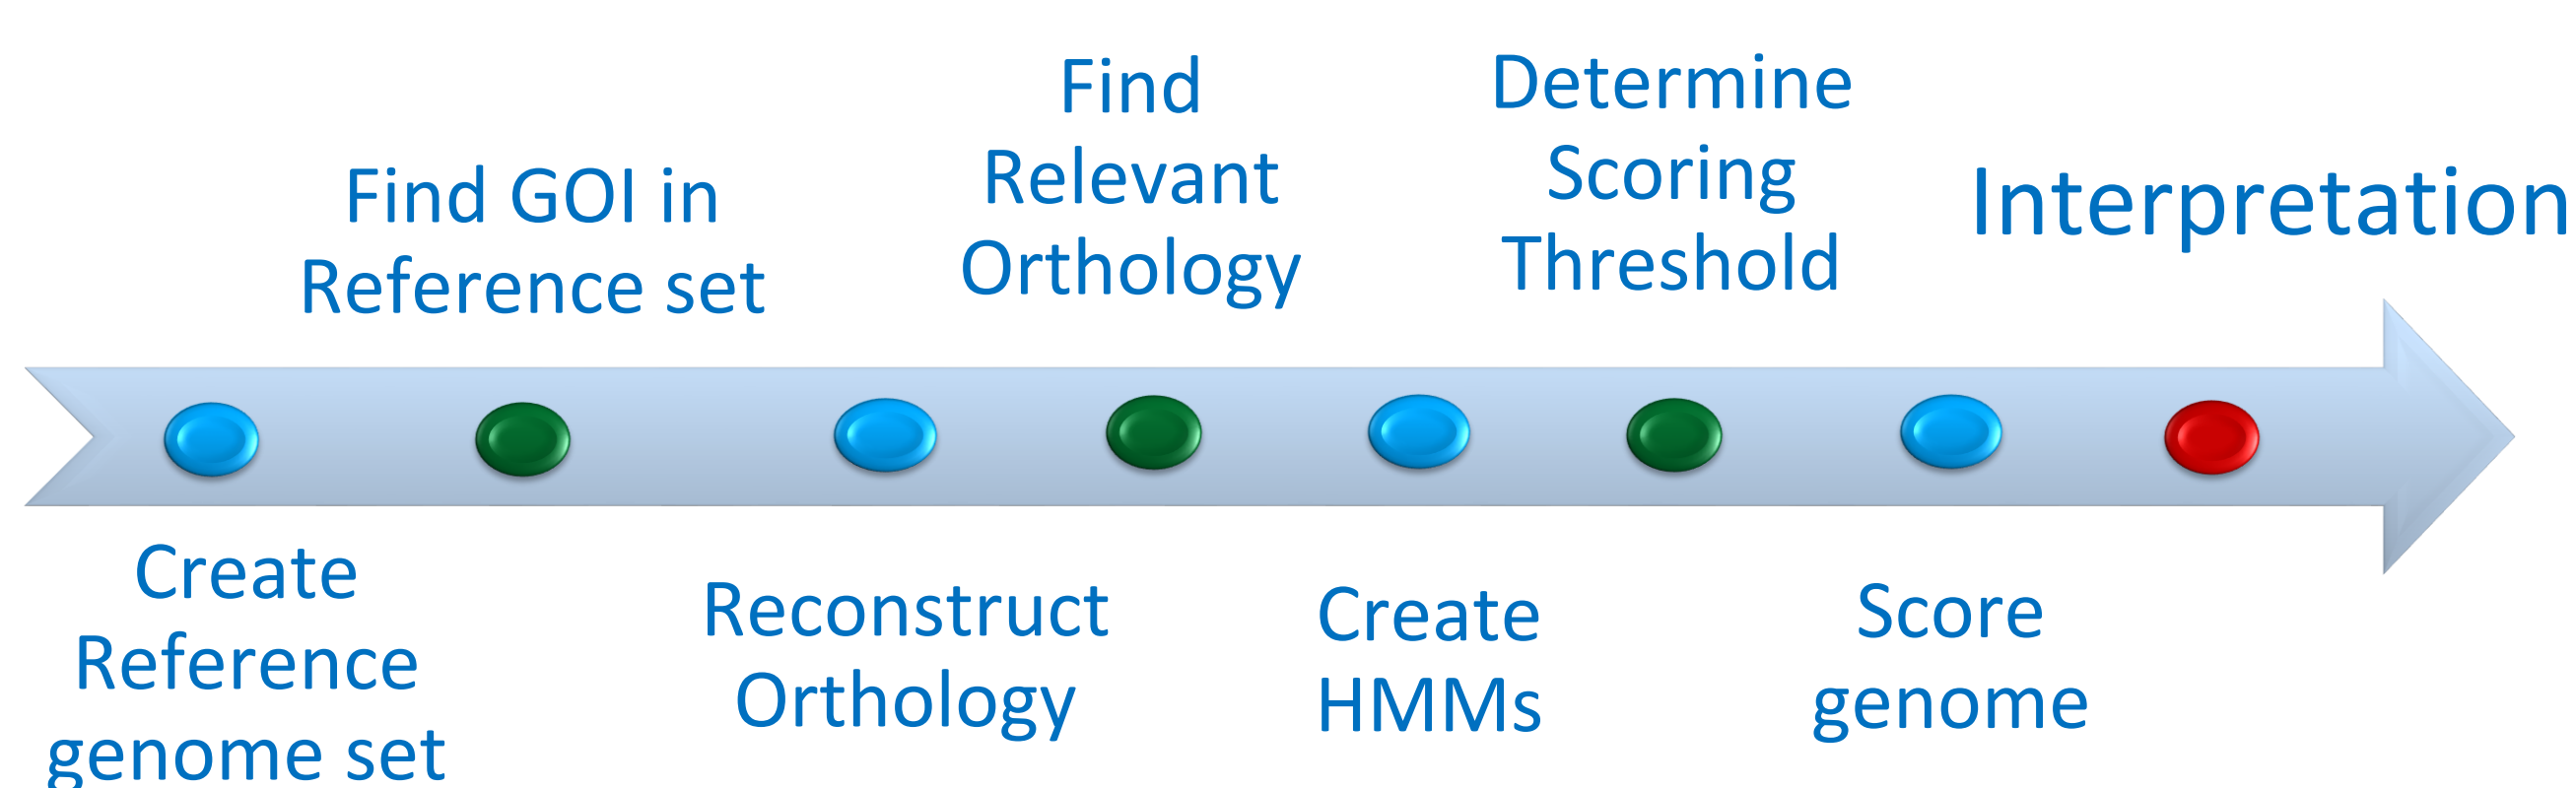 Find GOI in
Reference set
Find
Relevant
Orthology
Determine
Scoring
Threshold
Interpretation
Create
Reference
genome set
Reconstruct
Orthology
Create
HMMs
Score
genome